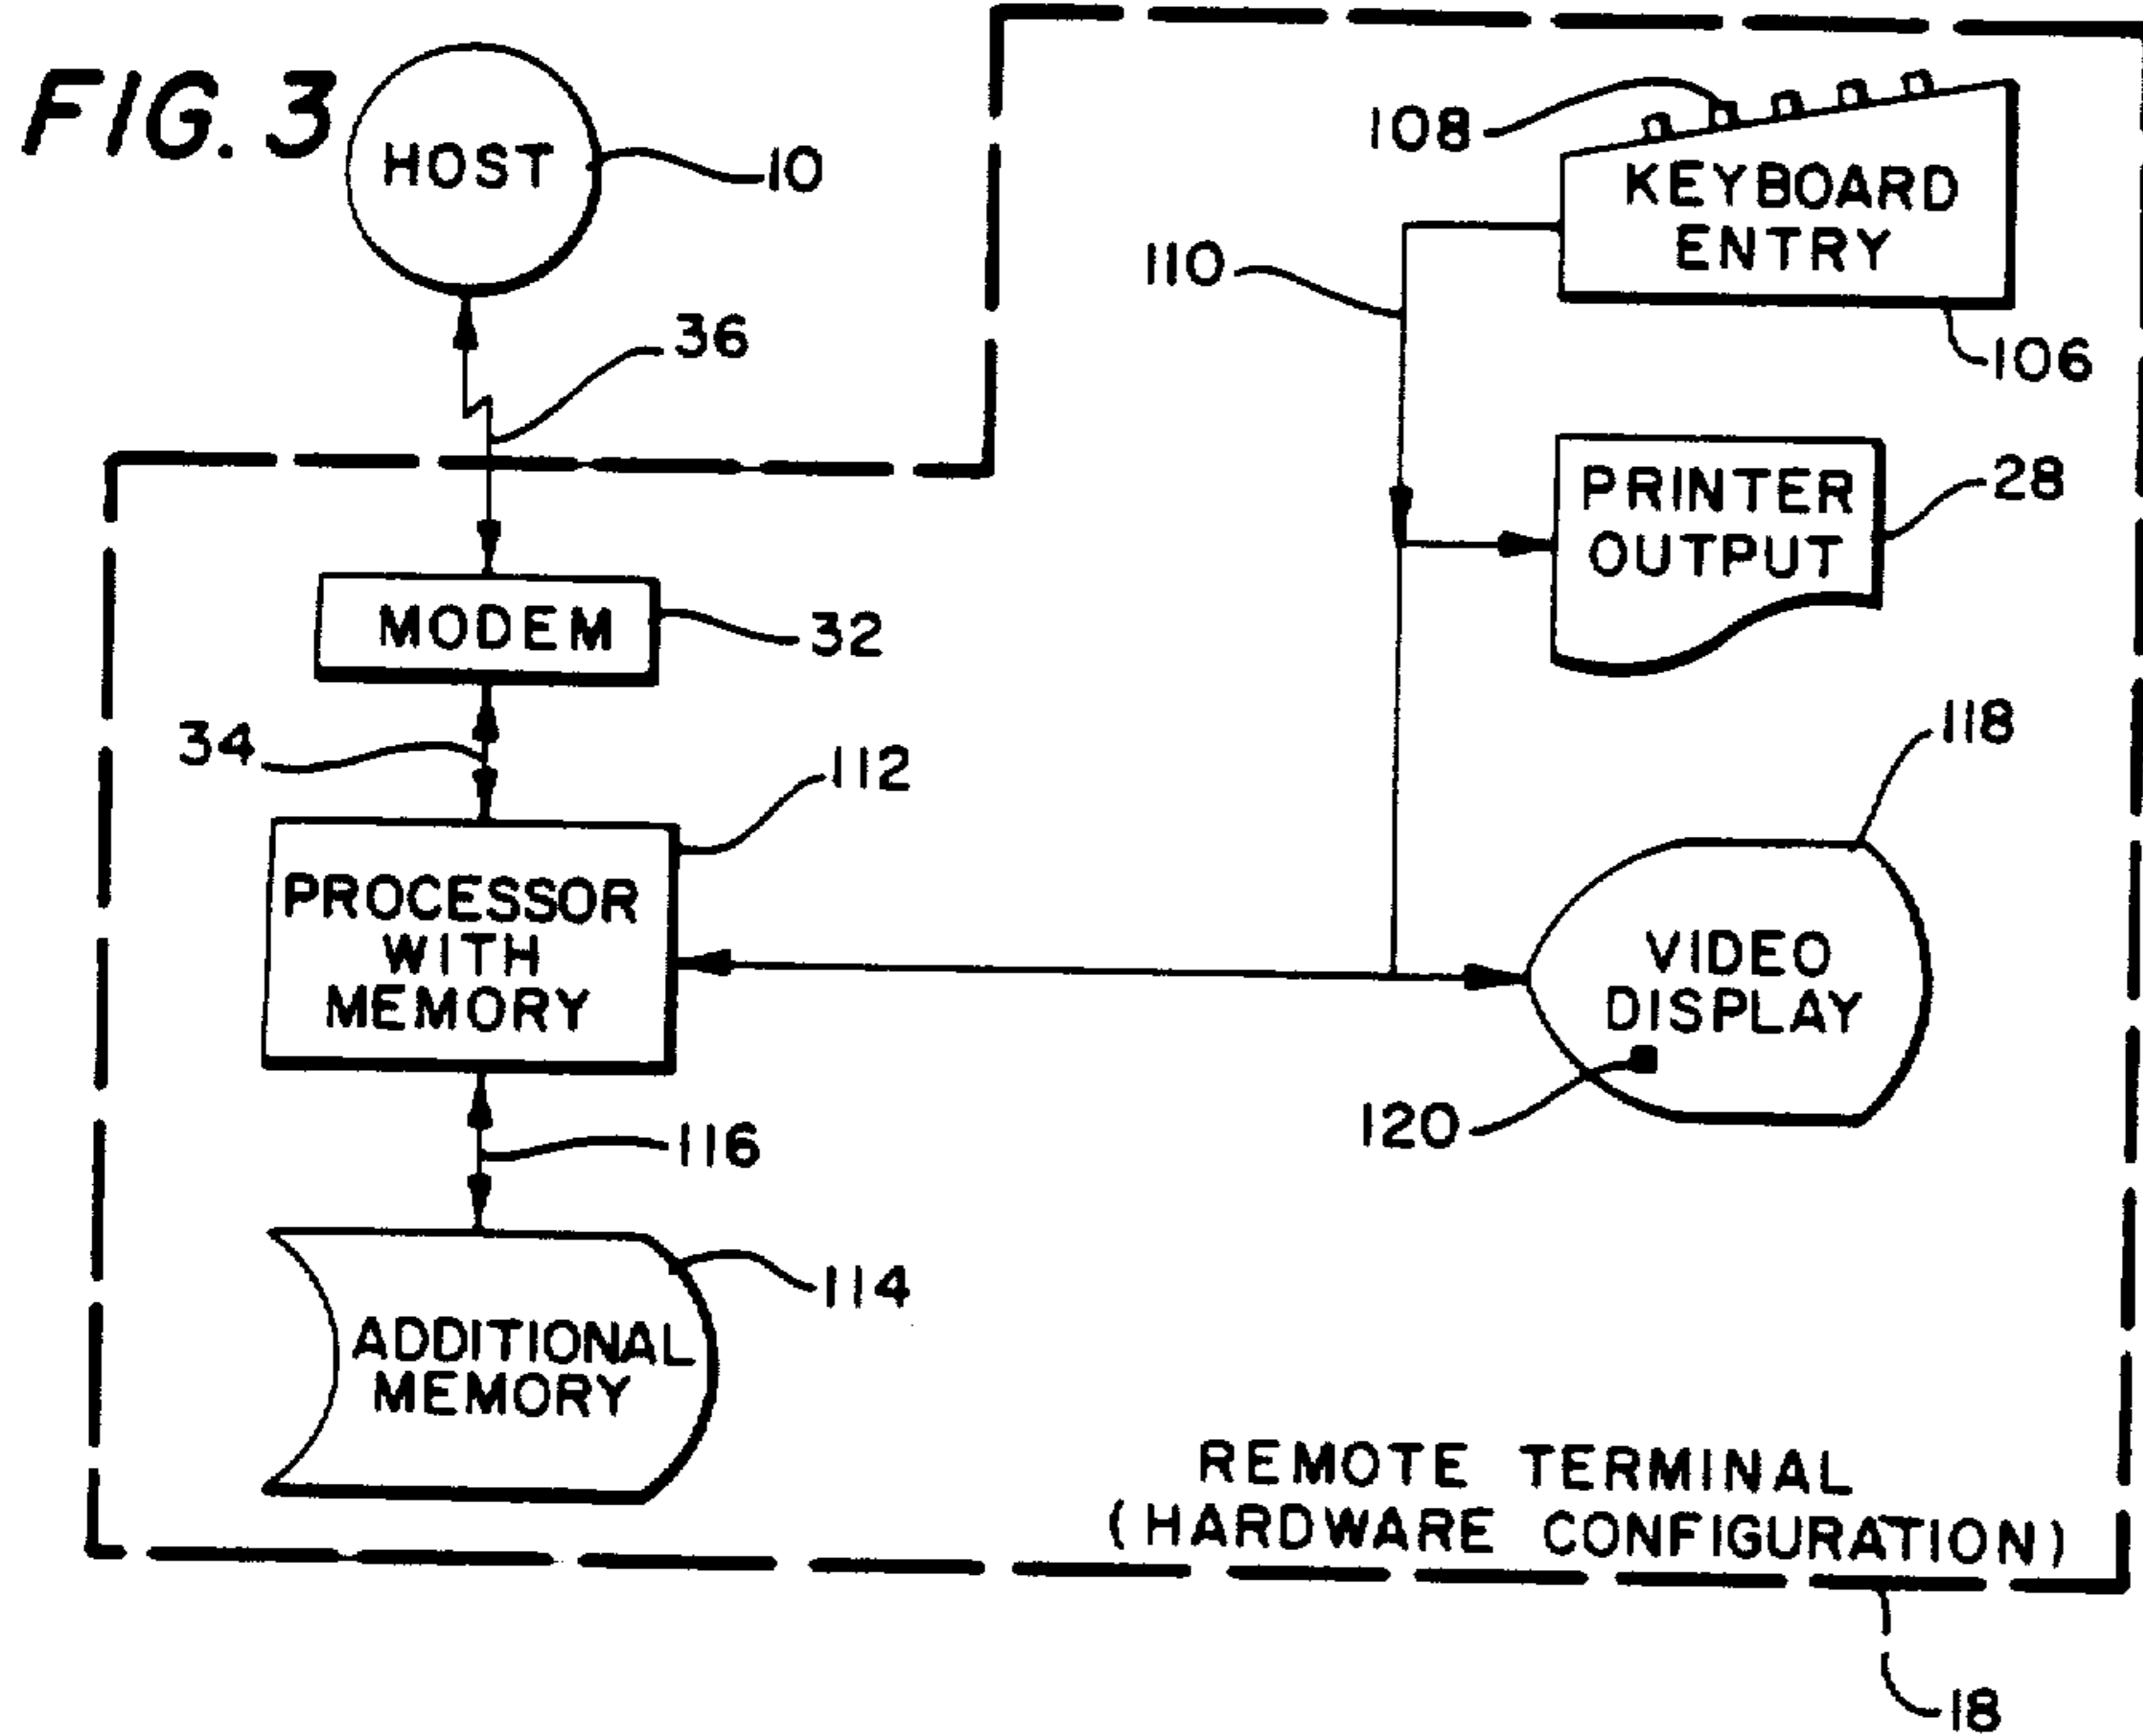 FIG. 3
HOST
10
36
108
KEYBOARD
ENTRY
110
106
PRINTER
OUTPUT
28
MODEM
32
34
112
PROCESSOR
WITH
MEMORY
118
VIDEO
DISPLAY
120
116
114
ADDITIONAL
MEMORY
REMOTE TERMINAL
(HARDWARE CONFIGURATION)
18